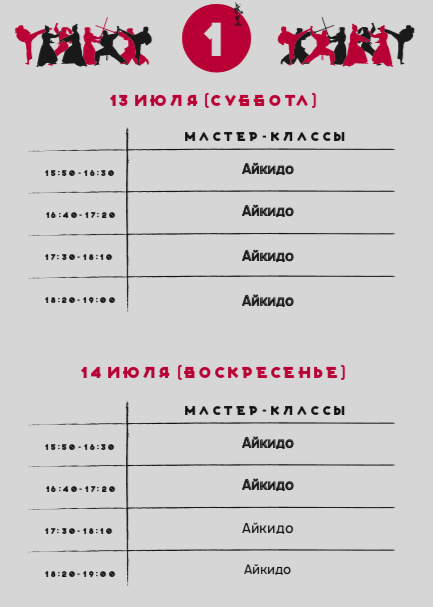 1
13 ИЮЛЯ (СУББОТА)
МАСТЕР-КЛАССЫ
15:50-16:30 Айкидо
16:40-17:20 Айкидо
17:30-18:10 Айкидо
18:20-19:00 Айкидо
14 ИЮЛЯ (ВОСКРЕСЕНЬЕ)
МАСТЕР-КЛАССЫ
15:50-16:30 Айкидо
16:40-17:20 Айкидо
17:30-18:10 Айкидо
18:20-19:00 Айкидо